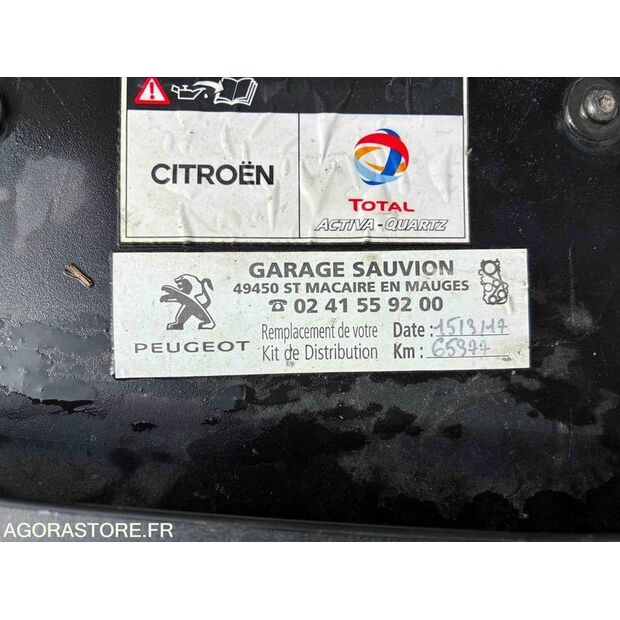 CITROËN
TOTAL
ACTIVA - QUARTZ
PEUGEOT
GARAGE SAUVION
49450 ST MACAIRE EN MAUGES
☎ 02 41 55 92 00
Remplacement de votre Date : 15/3/17
Kit de Distribution Km : 65977
AGORASTORE.FR